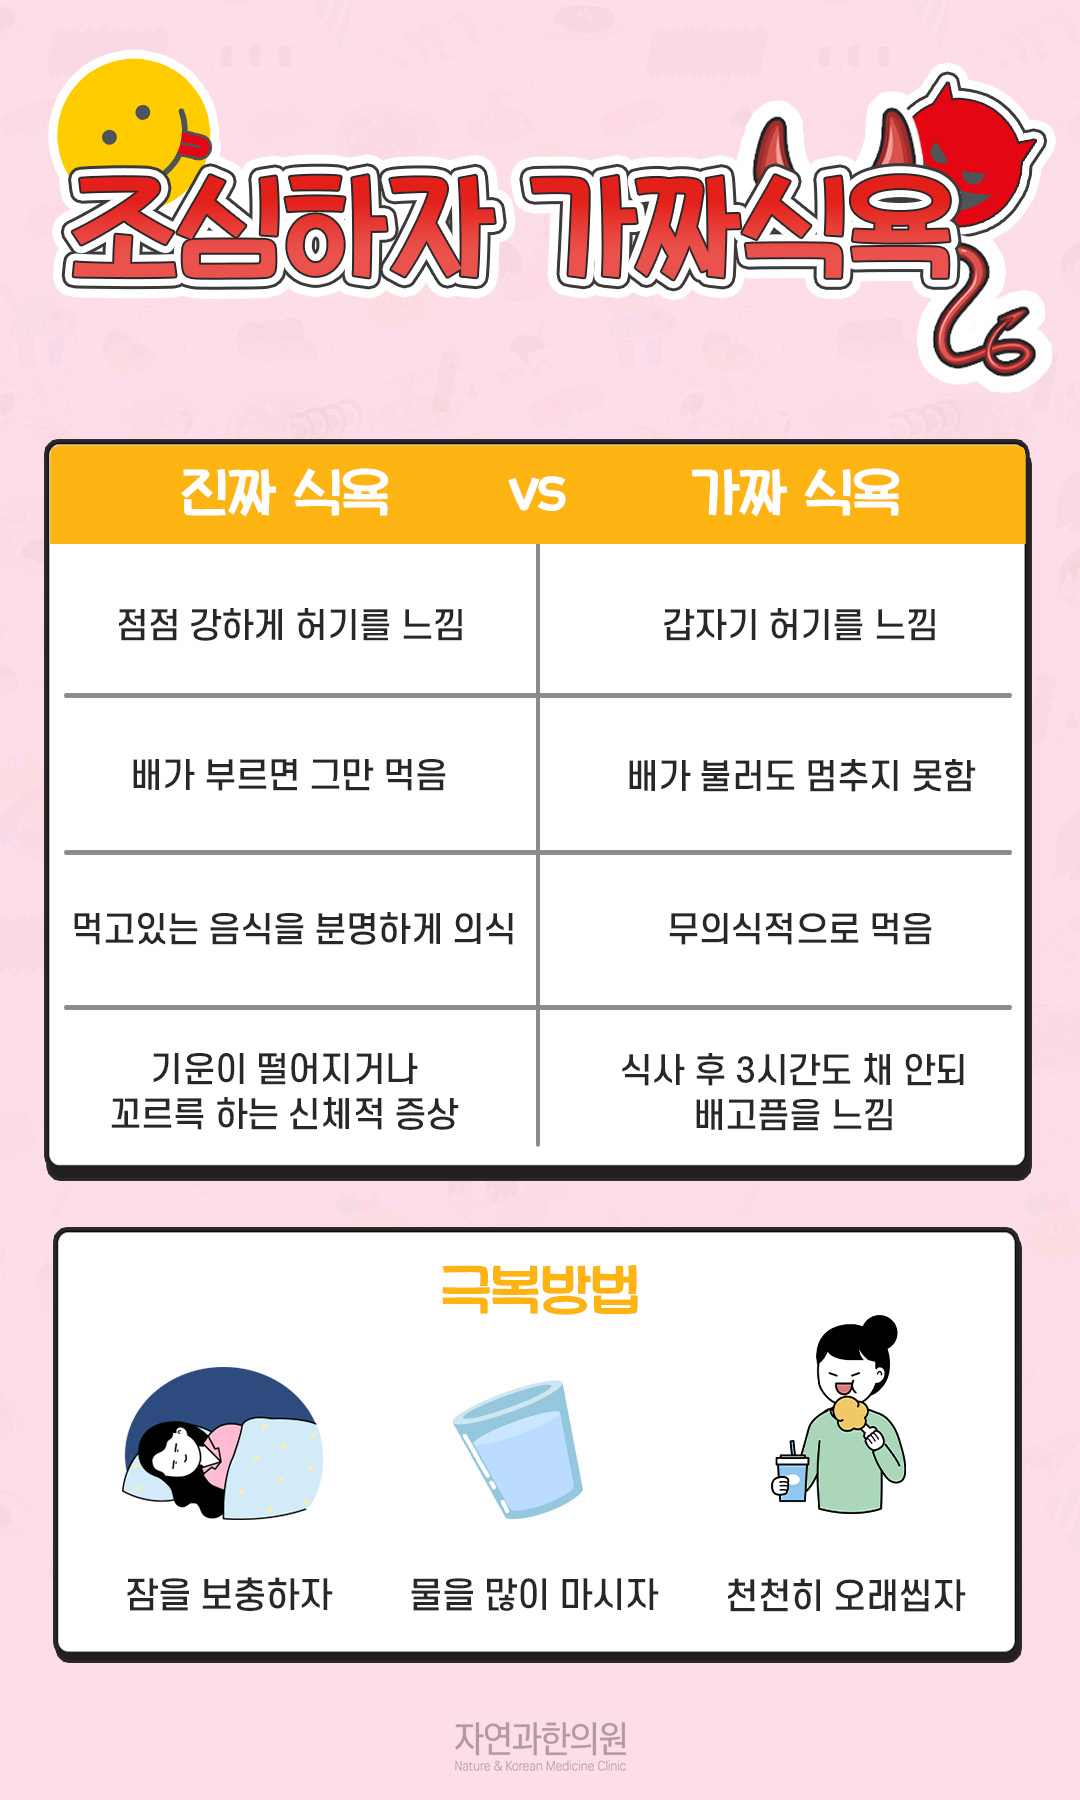 조심하자 가짜식욕
진짜 식욕 vs 가짜 식욕
점점 강하게 허기를 느낌
갑자기 허기를 느낌
배가 부르면 그만 먹음
배가 불러도 멈추지 못함
먹고있는 음식을 분명하게 의식
무의식적으로 먹음
기운이 떨어지거나
꼬르륵 하는 신체적 증상
식사 후 3시간도 채 안되
배고픔을 느낌
극복방법
잠을 보충하자
물을 많이 마시자
천천히 오래씹자
자연과한의원
Nature & Korean Medicine Clinic